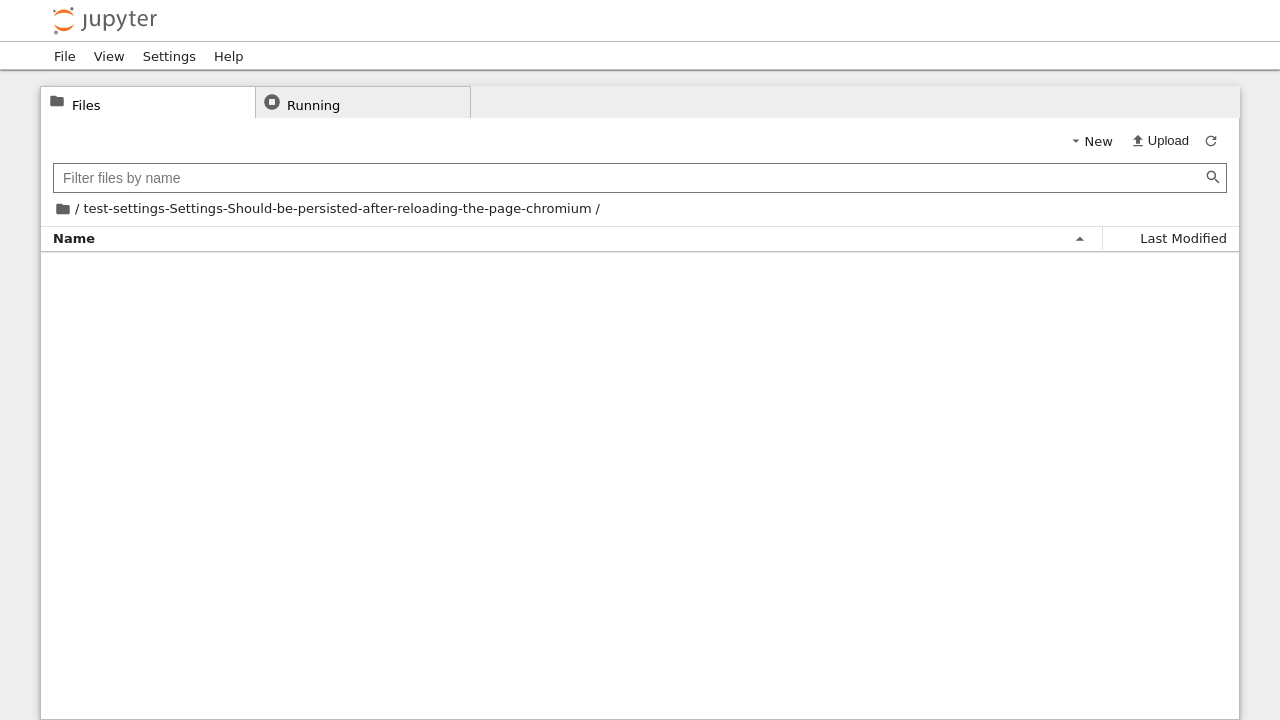 jupyter
File View Settings Help
Files Running
New Upload
Filter files by name
/ test-settings-Settings-Should-be-persisted-after-reloading-the-page-chromium /
Name Last Modified